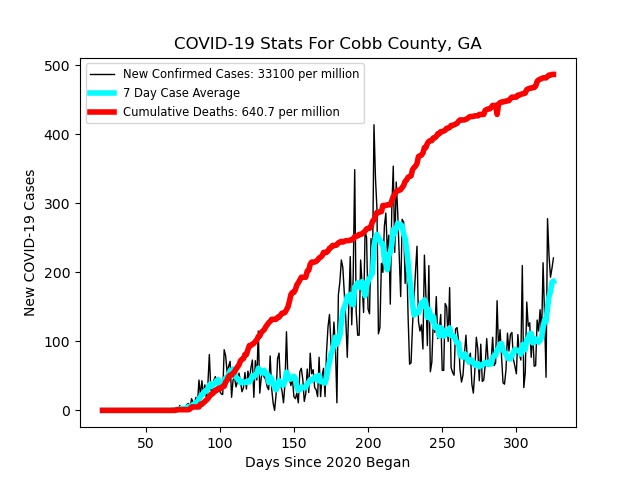 COVID-19 Stats For Cobb County, GA
New Confirmed Cases: 33100 per million
7 Day Case Average
Cumulative Deaths: 640.7 per million
New COVID-19 Cases
500
400
300
200
100
0
50
100
150
200
250
300
Days Since 2020 Began